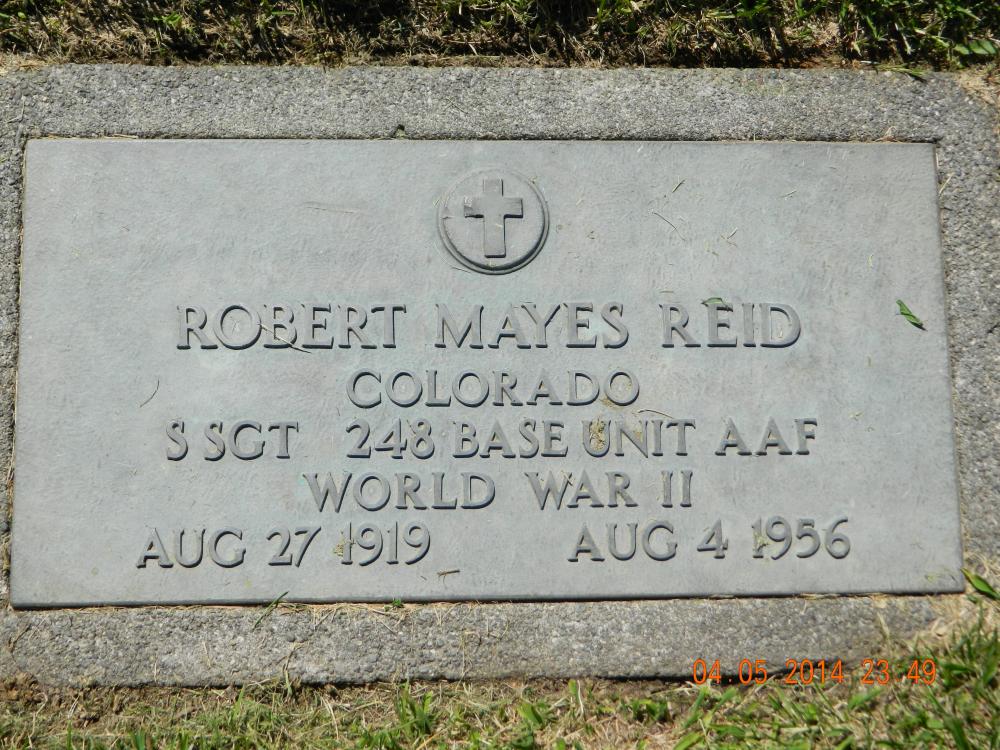 ROBERT MAYES REID
COLORADO
S SGT 248 BASE UNIT AAF
WORLD WAR II
AUG 27 1919 AUG 4 1956
04 05 2014 23 49